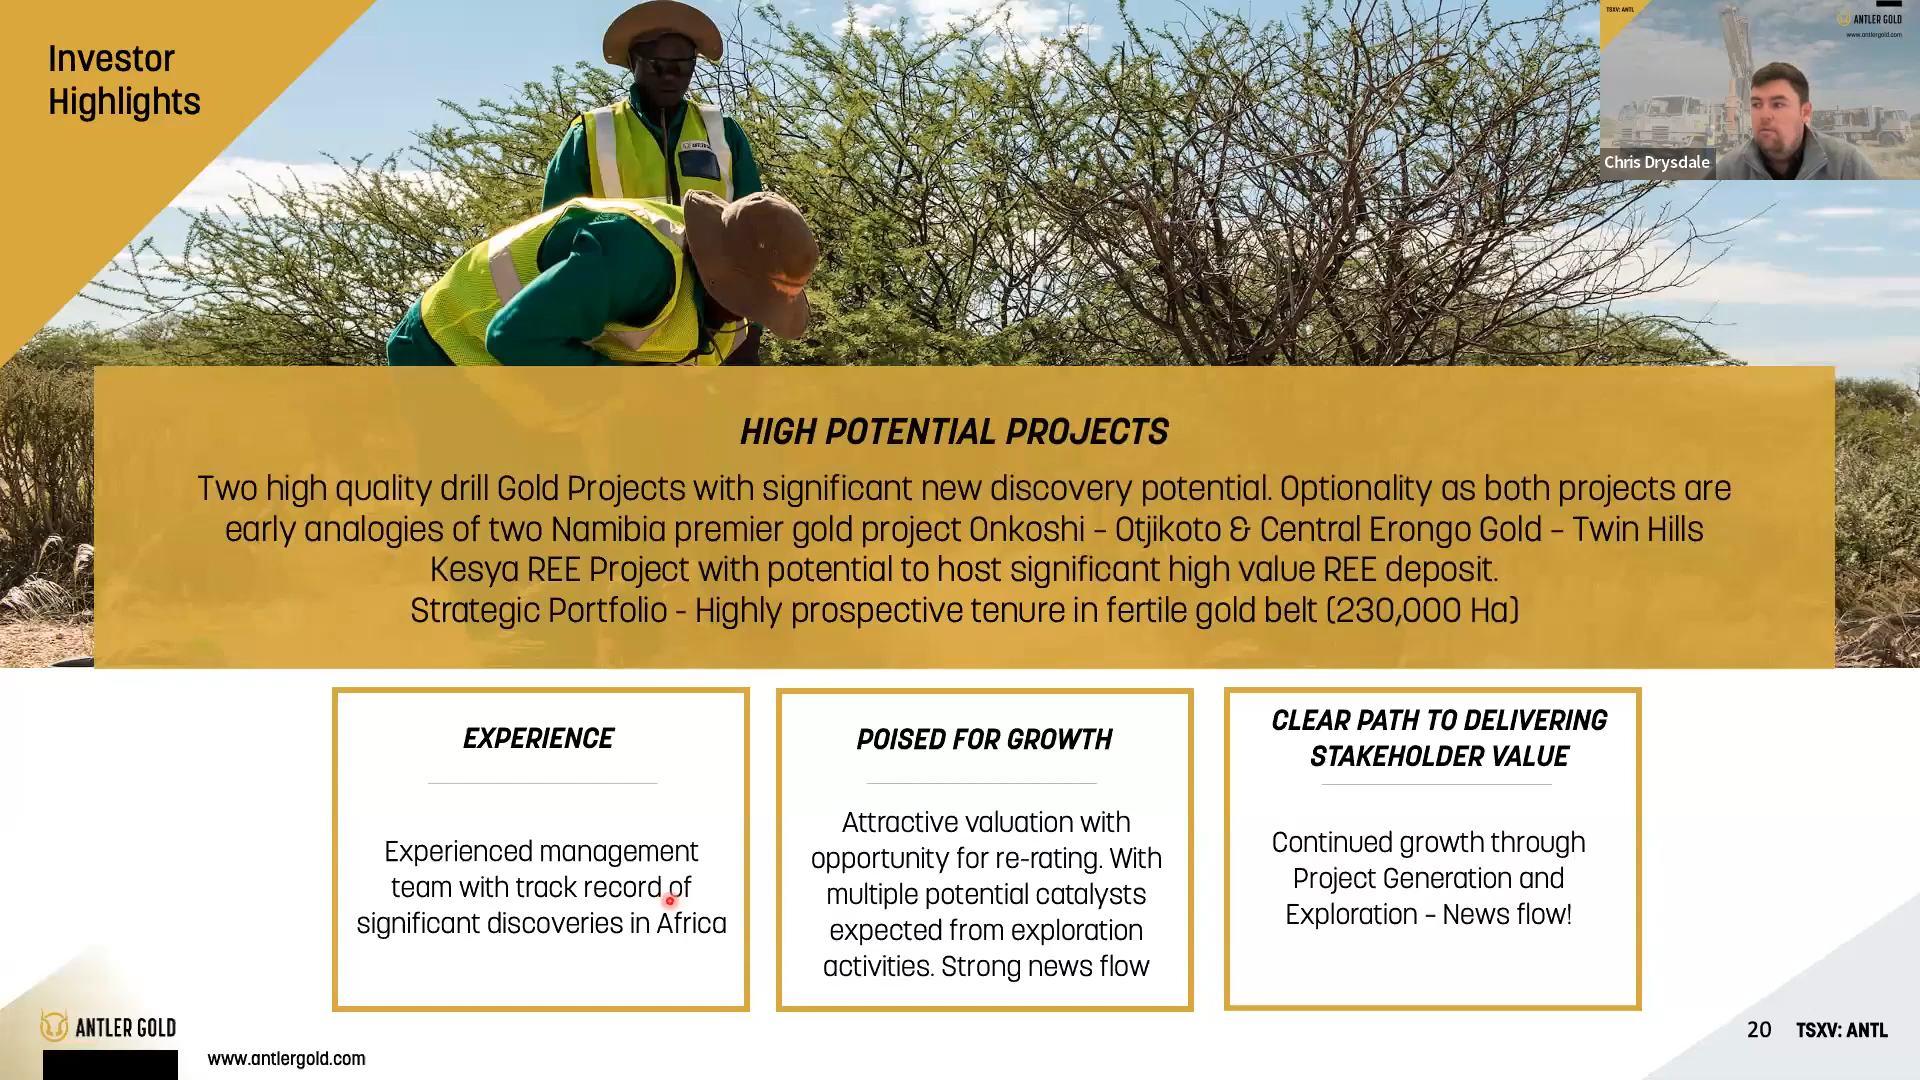 Investor
Highlights
TSXV: ANTL
ANTLER GOLD
www.antlergold.com
Chris Drysdale
HIGH POTENTIAL PROJECTS
Two high quality drill Gold Projects with significant new discovery potential. Optionality as both projects are
early analogies of two Namibia premier gold project Onkoshi – Otjikoto & Central Erongo Gold – Twin Hills
Kesya REE Project with potential to host significant high value REE deposit.
Strategic Portfolio - Highly prospective tenure in fertile gold belt (230,000 Ha)
EXPERIENCE
Experienced management
team with track record of
significant discoveries in Africa
POISED FOR GROWTH
Attractive valuation with
opportunity for re-rating. With
multiple potential catalysts
expected from exploration
activities. Strong news flow
CLEAR PATH TO DELIVERING
STAKEHOLDER VALUE
Continued growth through
Project Generation and
Exploration – News flow!
ANTLER GOLD
www.antlergold.com
20 TSXV: ANTL